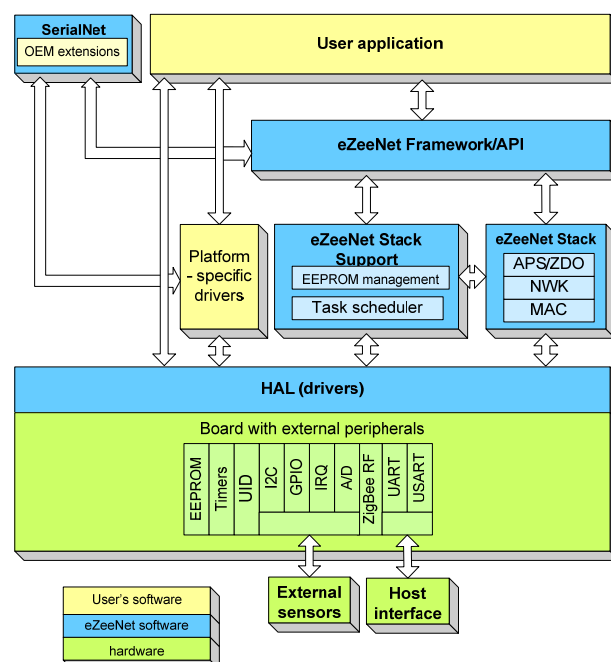 SerialNet
OEM extensions
User application
eZeeNet Framework/API
Platform
- specific
drivers
eZeeNet Stack
Support
EEPROM management
Task scheduler
eZeeNet Stack
APS/ZDO
NWK
MAC
HAL (drivers)
Board with external peripherals
EEPROM
Timers
UID
I2C
GPIO
IRQ
A/D
ZigBee RF
UART
USART
External
sensors
Host
interface
User's software
eZeeNet software
hardware